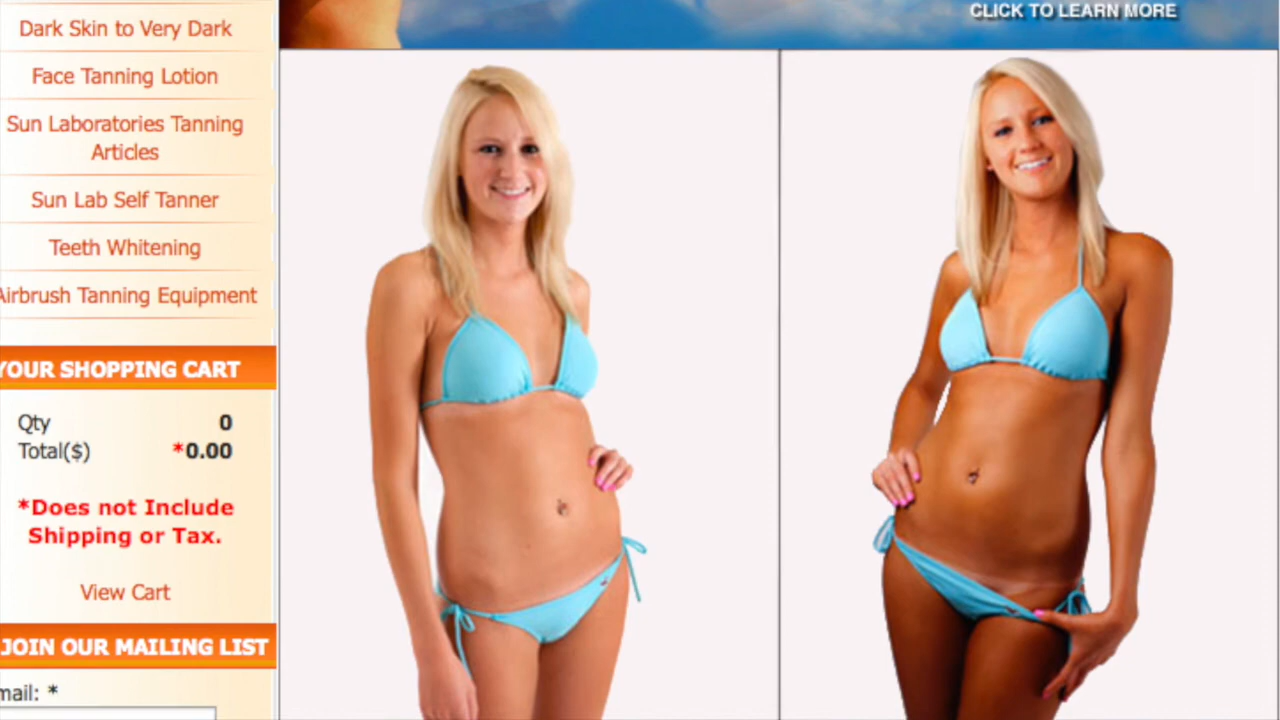 Dark Skin to Very Dark
Face Tanning Lotion
Sun Laboratories Tanning
Articles
Sun Lab Self Tanner
Teeth Whitening
Airbrush Tanning Equipment
YOUR SHOPPING CART
Qty 0
Total($) *0.00
*Does not Include
Shipping or Tax.
View Cart
JOIN OUR MAILING LIST
mail: *
CLICK TO LEARN MORE